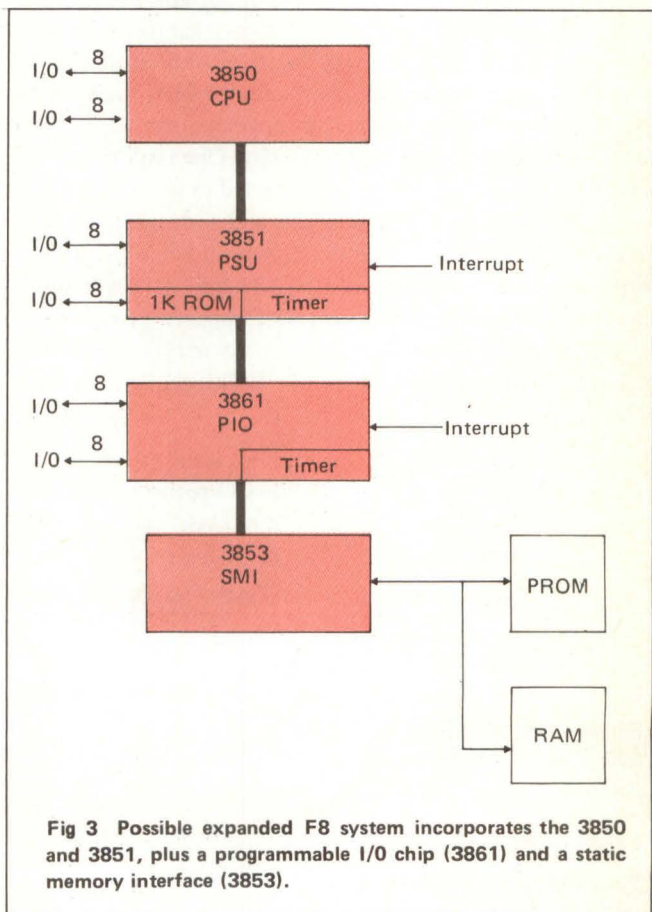 8
I/O
3850
CPU
8
I/O
8
I/O
3851
PSU
Interrupt
8
I/O
1K ROM
Timer
8
I/O
3861
PIO
Interrupt
8
I/O
Timer
3853
SMI
PROM
RAM
Fig 3 Possible expanded F8 system incorporates the 3850
and 3851, plus a programmable I/0 chip (3861) and a static
memory interface (3853).